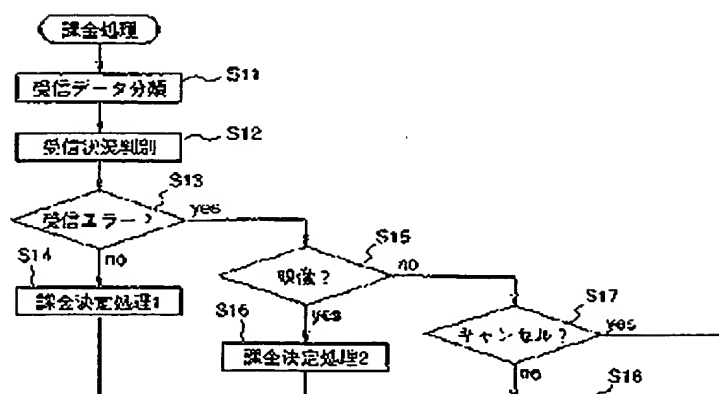 課金処理
受信データ分類
S11
受信状況判別
S12
S13
受信エラー?
yes
no
S14
課金決定処理1
S15
映像?
no
yes
S16
課金決定処理2
S17
キャンセル?
yes
no
S18